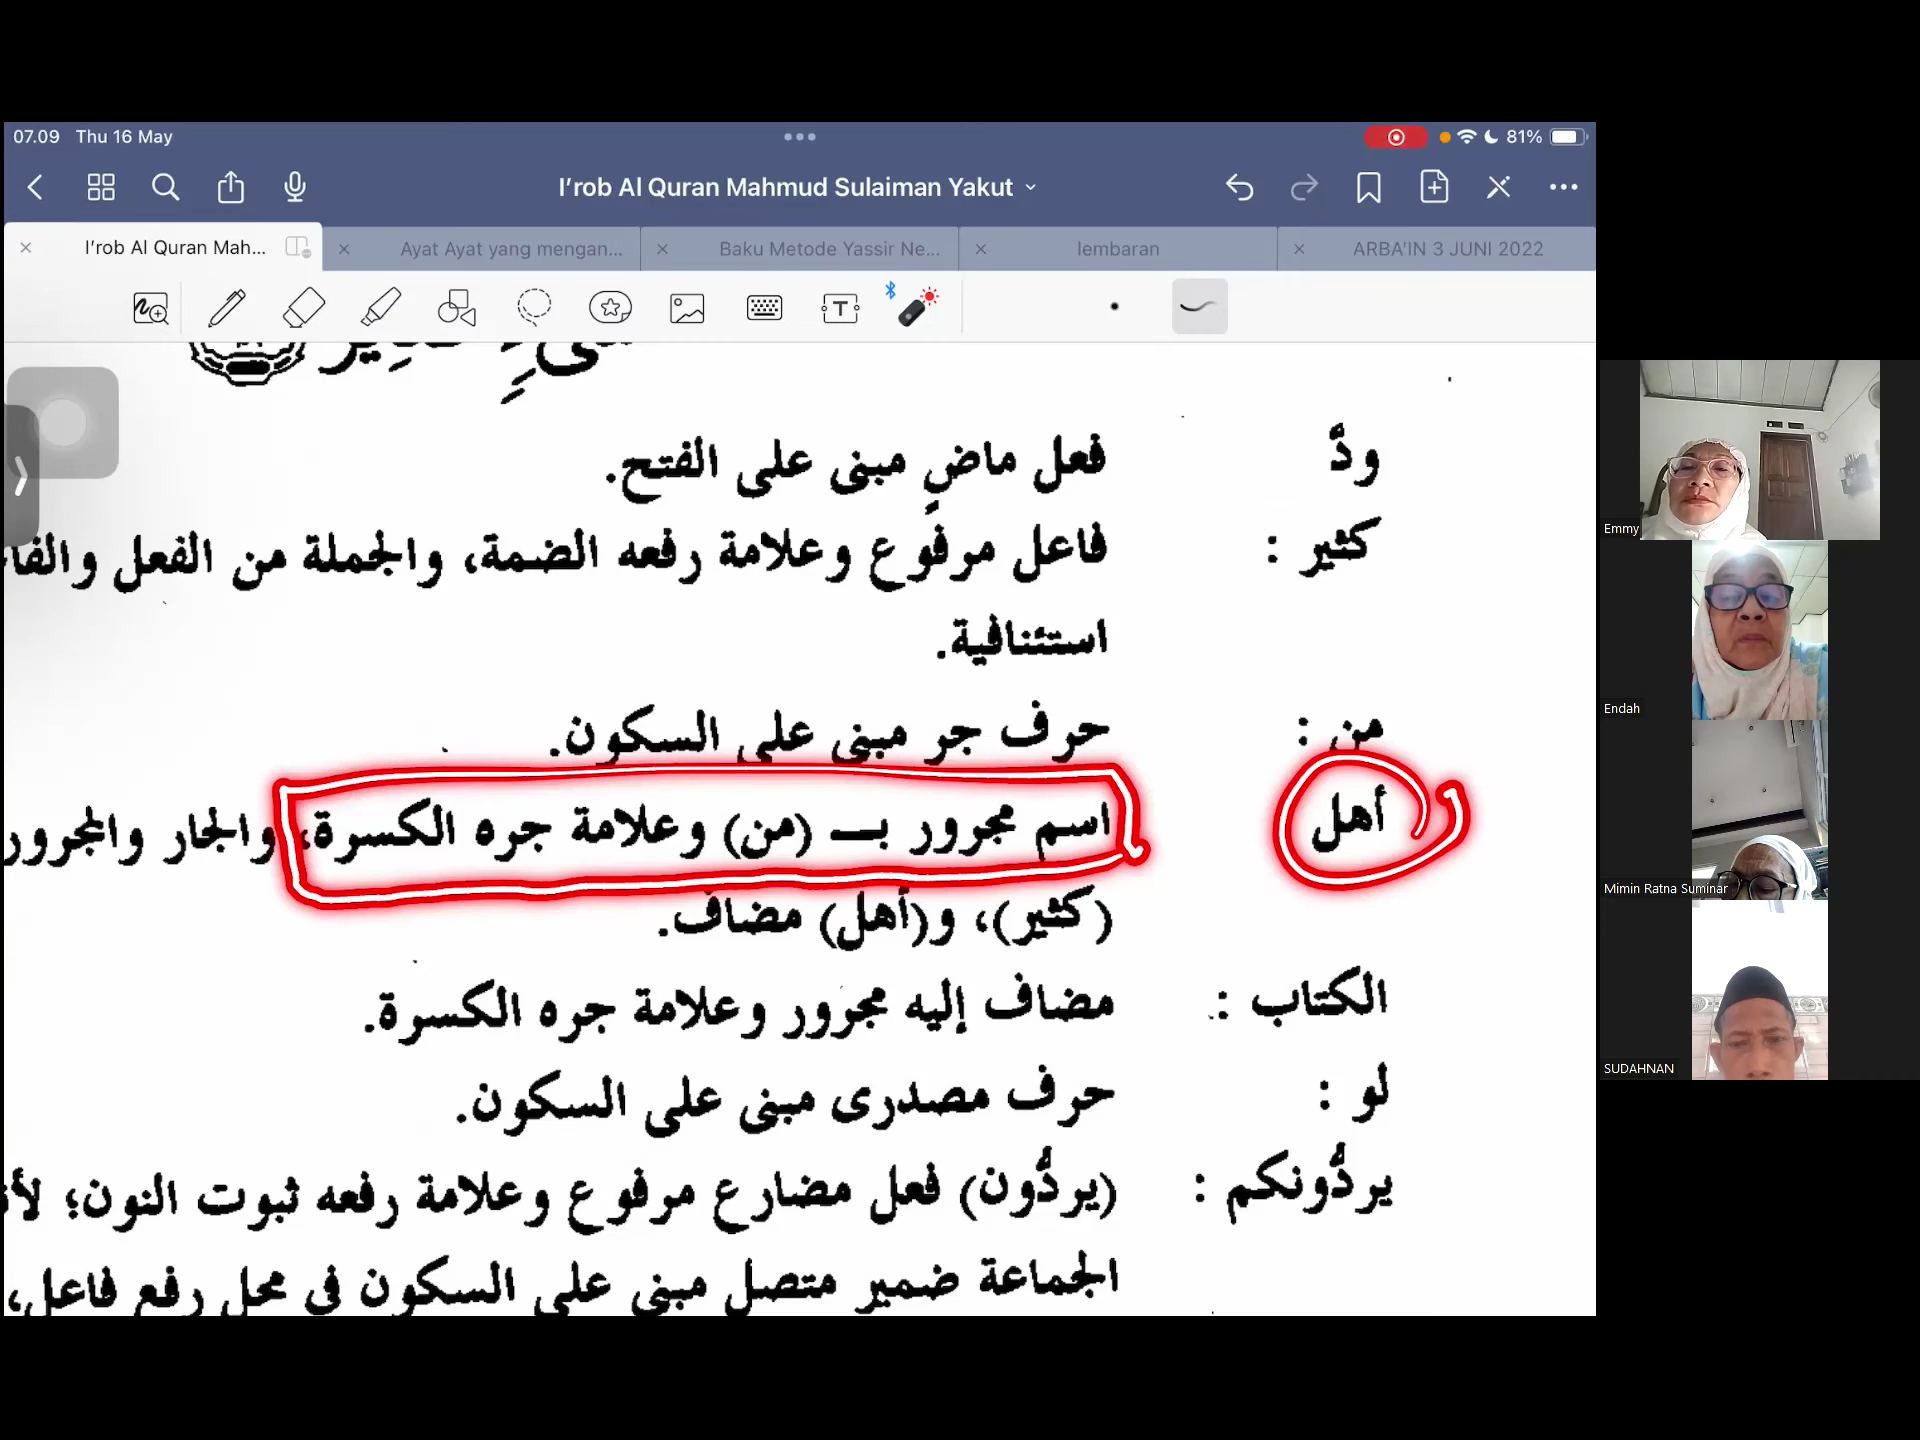 07.09 Thu 16 May
81%
I'rob Al Quran Mahmud Sulaiman Yakut
I'rob Al Quran Mah...
Ayat Ayat yang mengan...
Baku Metode Yassir Ne...
lembaran
ARBA'IN 3 JUNI 2022
ودَّ فعل ماضٍ مبنى على الفتح.
كثير : فاعل مرفوع وعلامة رفعه الضمة، والجملة من الفعل والفا
استئنافية.
من : حرف جر مبنى على السكون.
أهل اسم مجرور بــ (من) وعلامة جره الكسرة، والجار والمجرور
(كثير)، و(أهل) مضاف.
الكتاب : مضاف إليه مجرور وعلامة جره الكسرة.
لو : حرف مصدرى مبنى على السكون.
يردُّونكم : (يردُّون) فعل مضارع مرفوع وعلامة رفعه ثبوت النون؛
الجماعة ضمير متصل مبنى على السكون فى محل رفع فاعل،
Emmy
Endah
Mimin Ratna Suminar
SUDAHNAN